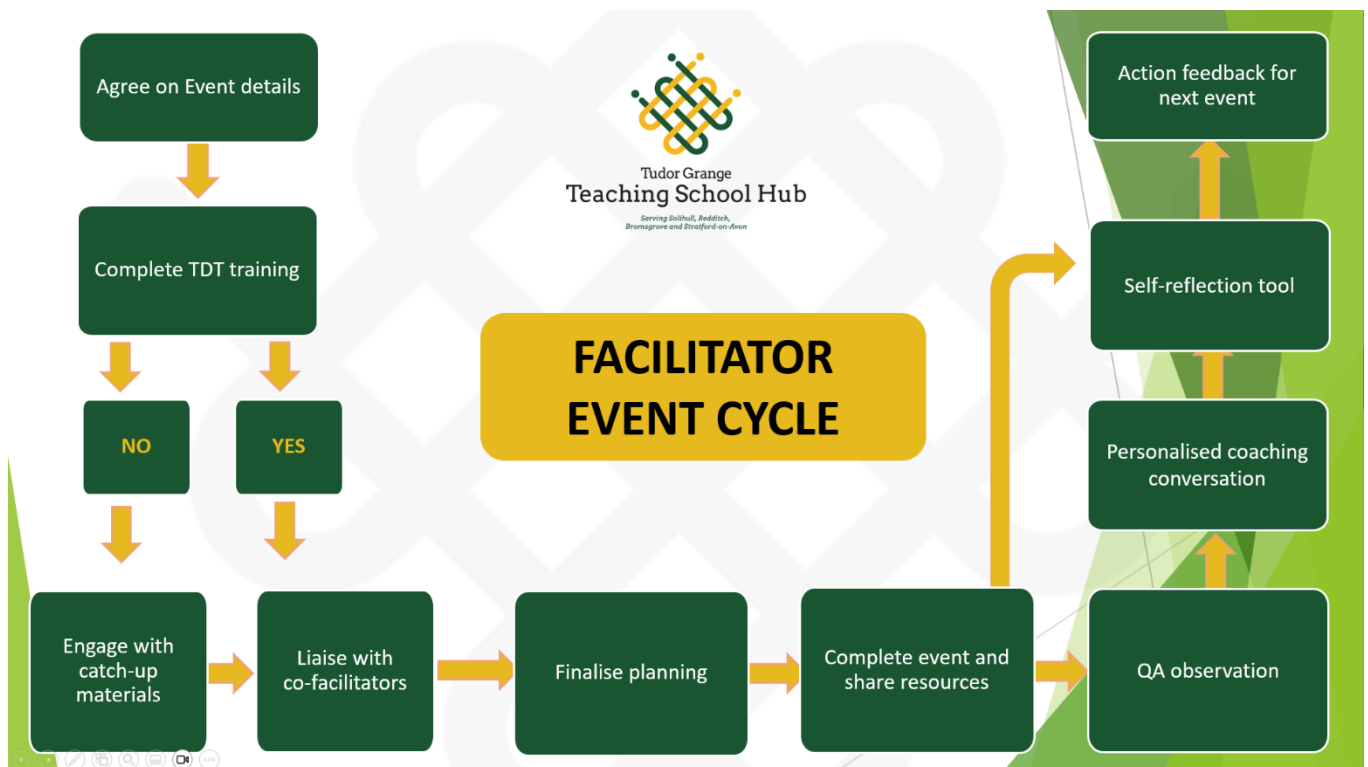 Agree on Event details
Complete TDT training
NO
YES
Engage with
catch-up
materials
Liaise with
co-facilitators
Finalise planning
Complete event and
share resources
QA observation
Personalised coaching
conversation
Self-reflection tool
Action feedback for
next event
Tudor Grange
Teaching School Hub
Serving Solihull, Redditch,
Bromsgrove and Stratford-on-Avon
FACILITATOR
EVENT CYCLE